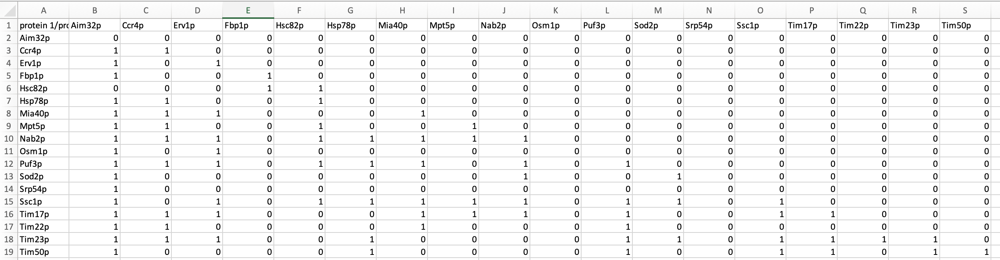 A B C D E F G H I J K L M N O P Q R S
1 protein 1/pro Aim32p Ccr4p Erv1p Fbp1p Hsc82p Hsp78p Mia40p Mpt5p Nab2p Osm1p Puf3p Sod2p Srp54p Ssc1p Tim17p Tim22p Tim23p Tim50p
2 Aim32p 0 0 0 0 0 0 0 0 0 0 0 0 0 0 0 0 0 0
3 Ccr4p 1 1 0 0 0 0 0 0 0 0 0 0 0 0 0 0 0 0
4 Erv1p 1 0 1 0 0 0 0 0 0 0 0 0 0 0 0 0 0 0
5 Fbp1p 1 0 0 1 0 0 0 0 0 0 0 0 0 0 0 0 0 0
6 Hsc82p 0 0 0 1 1 0 0 0 0 0 0 0 0 0 0 0 0 0
7 Hsp78p 1 1 0 0 1 0 0 0 0 0 0 0 0 0 0 0 0 0
8 Mia40p 1 1 1 0 0 0 1 0 0 0 0 0 0 0 0 0 0 0
9 Mpt5p 1 1 0 0 1 0 0 1 0 0 0 0 0 0 0 0 0 0
10 Nab2p 1 1 1 0 1 1 1 1 1 0 0 0 0 0 0 0 0 0
11 Osm1p 1 0 1 0 0 0 0 0 0 0 0 0 0 0 0 0 0 0
12 Puf3p 1 1 1 0 1 1 1 0 1 0 1 0 0 0 0 0 0 0
13 Sod2p 1 0 0 0 0 0 0 0 1 0 0 1 0 0 0 0 0 0
14 Srp54p 1 0 0 0 0 0 0 0 0 0 0 0 0 0 0 0 0 0
15 Ssc1p 1 0 1 0 1 1 1 1 1 0 1 1 0 1 0 0 0 0
16 Tim17p 1 1 1 0 0 0 1 1 1 0 1 0 0 1 1 0 0 0
17 Tim22p 1 1 0 0 0 0 1 0 0 0 1 0 0 0 0 0 0 0
18 Tim23p 1 1 1 0 0 1 0 0 0 0 1 1 0 1 1 1 1 0
19 Tim50p 1 0 0 0 0 1 0 0 0 0 1 0 0 1 1 0 1 1